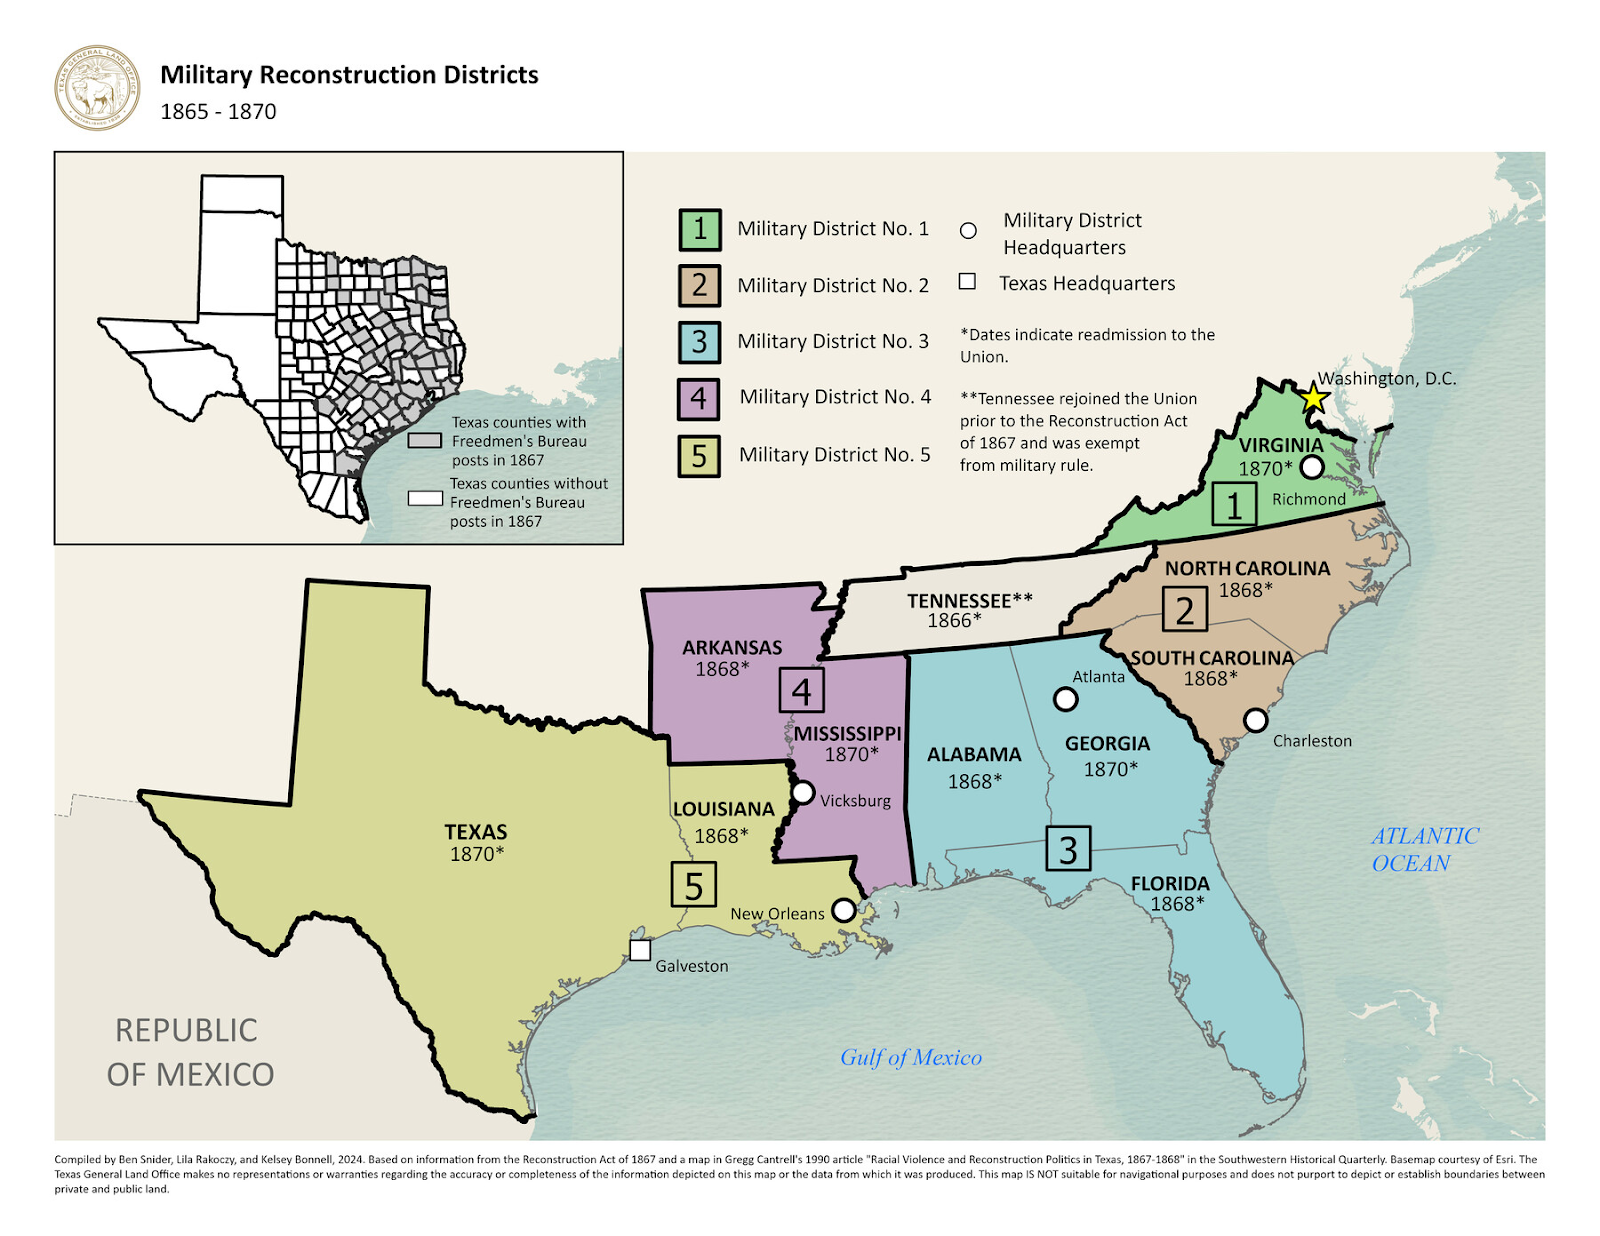 Military Reconstruction Districts
1865 - 1870
TEXAS GENERAL LAND OFFICE
Texas counties with
Freedmen's Bureau
posts in 1867
Texas counties without
Freedmen's Bureau
posts in 1867
1 Military District No. 1
2 Military District No. 2
3 Military District No. 3
4 Military District No. 4
5 Military District No. 5
Military District
Headquarters
Texas Headquarters
*Dates indicate readmission to the
Union.
**Tennessee rejoined the Union
prior to the Reconstruction Act
of 1867 and was exempt
from military rule.
Washington, D.C.
VIRGINIA
1870*
Richmond
1
NORTH CAROLINA
1868*
2
SOUTH CAROLINA
1868*
Charleston
TENNESSEE**
1866*
ARKANSAS
1868*
4
MISSISSIPPI
1870*
Vicksburg
ALABAMA
1868*
Atlanta
GEORGIA
1870*
3
FLORIDA
1868*
TEXAS
1870*
LOUISIANA
1868*
5
New Orleans
Galveston
ATLANTIC
OCEAN
Gulf of Mexico
REPUBLIC
OF MEXICO
Compiled by Ben Snider, Lila Rakoczy, and Kelsey Bonnell, 2024. Based on information from the Reconstruction Act of 1867 and a map in Gregg Cantrell's 1990 article "Racial Violence and Reconstruction Politics in Texas, 1867-1868" in the Southwestern Historical Quarterly. Basemap courtesy of Esri. The
Texas General Land Office makes no representations or warranties regarding the accuracy or completeness of the information depicted on this map or the data from which it was produced. This map IS NOT suitable for navigational purposes and does not purport to depict or establish boundaries between
private and public land.